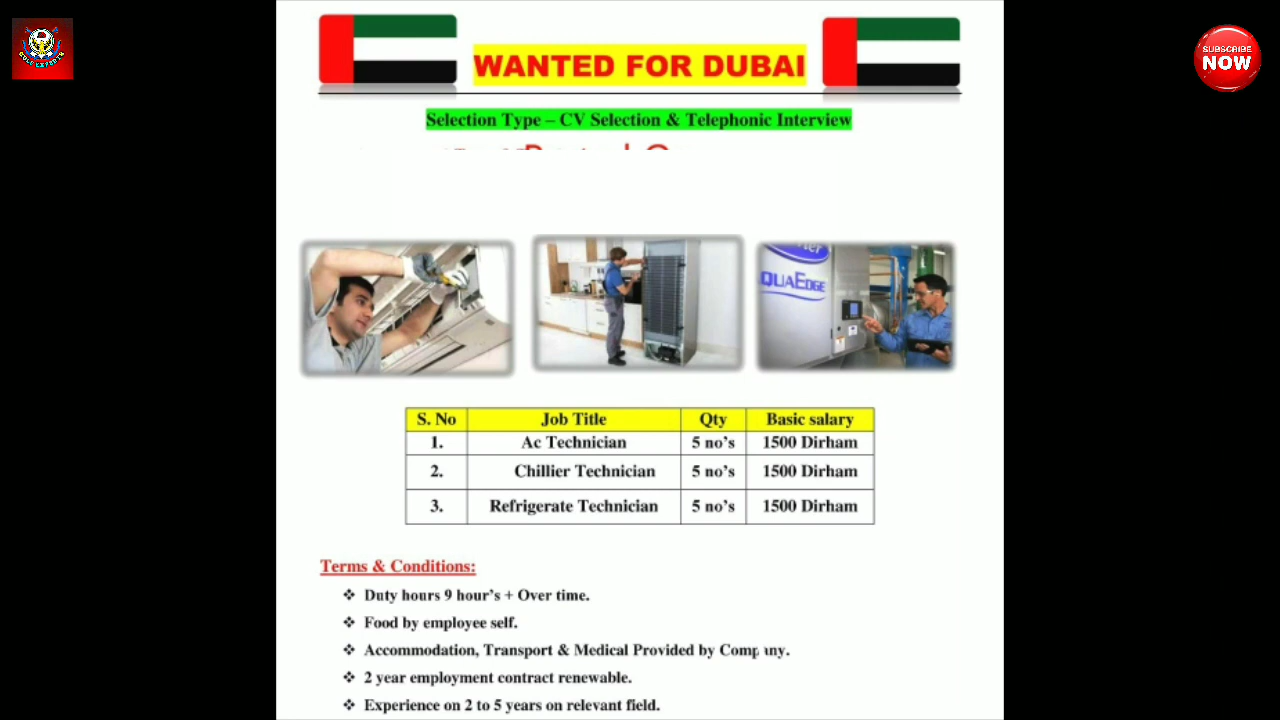 GULF EXPERTS
SUBSCRIBE
NOW
WANTED FOR DUBAI
Selection Type – CV Selection & Telephonic Interview
QUAEDGE
S. No Job Title Qty Basic salary
1. Ac Technician 5 no's 1500 Dirham
2. Chillier Technician 5 no's 1500 Dirham
3. Refrigerate Technician 5 no's 1500 Dirham
Terms & Conditions:
❖ Duty hours 9 hour's + Over time.
❖ Food by employee self.
❖ Accommodation, Transport & Medical Provided by Company.
❖ 2 year employment contract renewable.
❖ Experience on 2 to 5 years on relevant field.